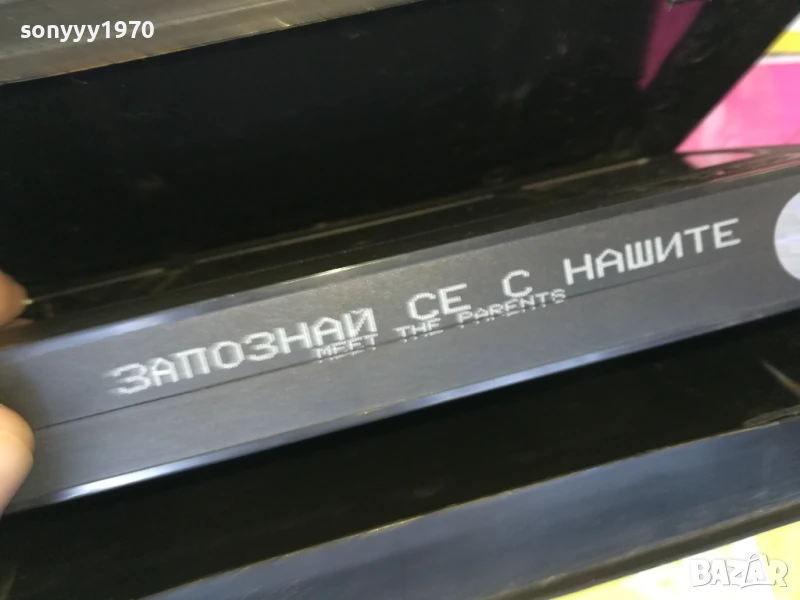 sonyyy1970
ЗАПОЗНАЙ СЕ С НАШИТЕ
MEET THE PARENTS
BAZAR